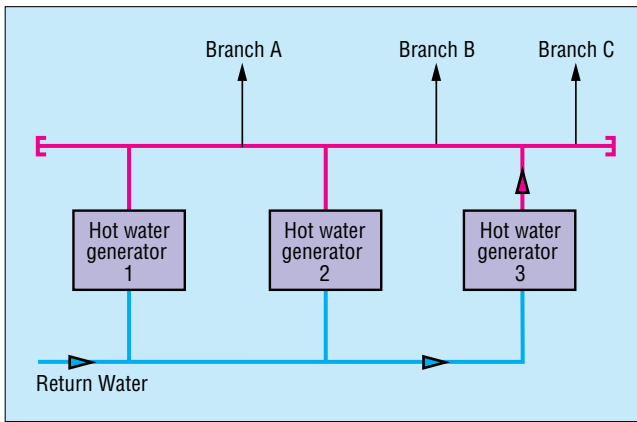 Branch A
Branch B
Branch C
Hot water
generator
1
Hot water
generator
2
Hot water
generator
3
Return Water